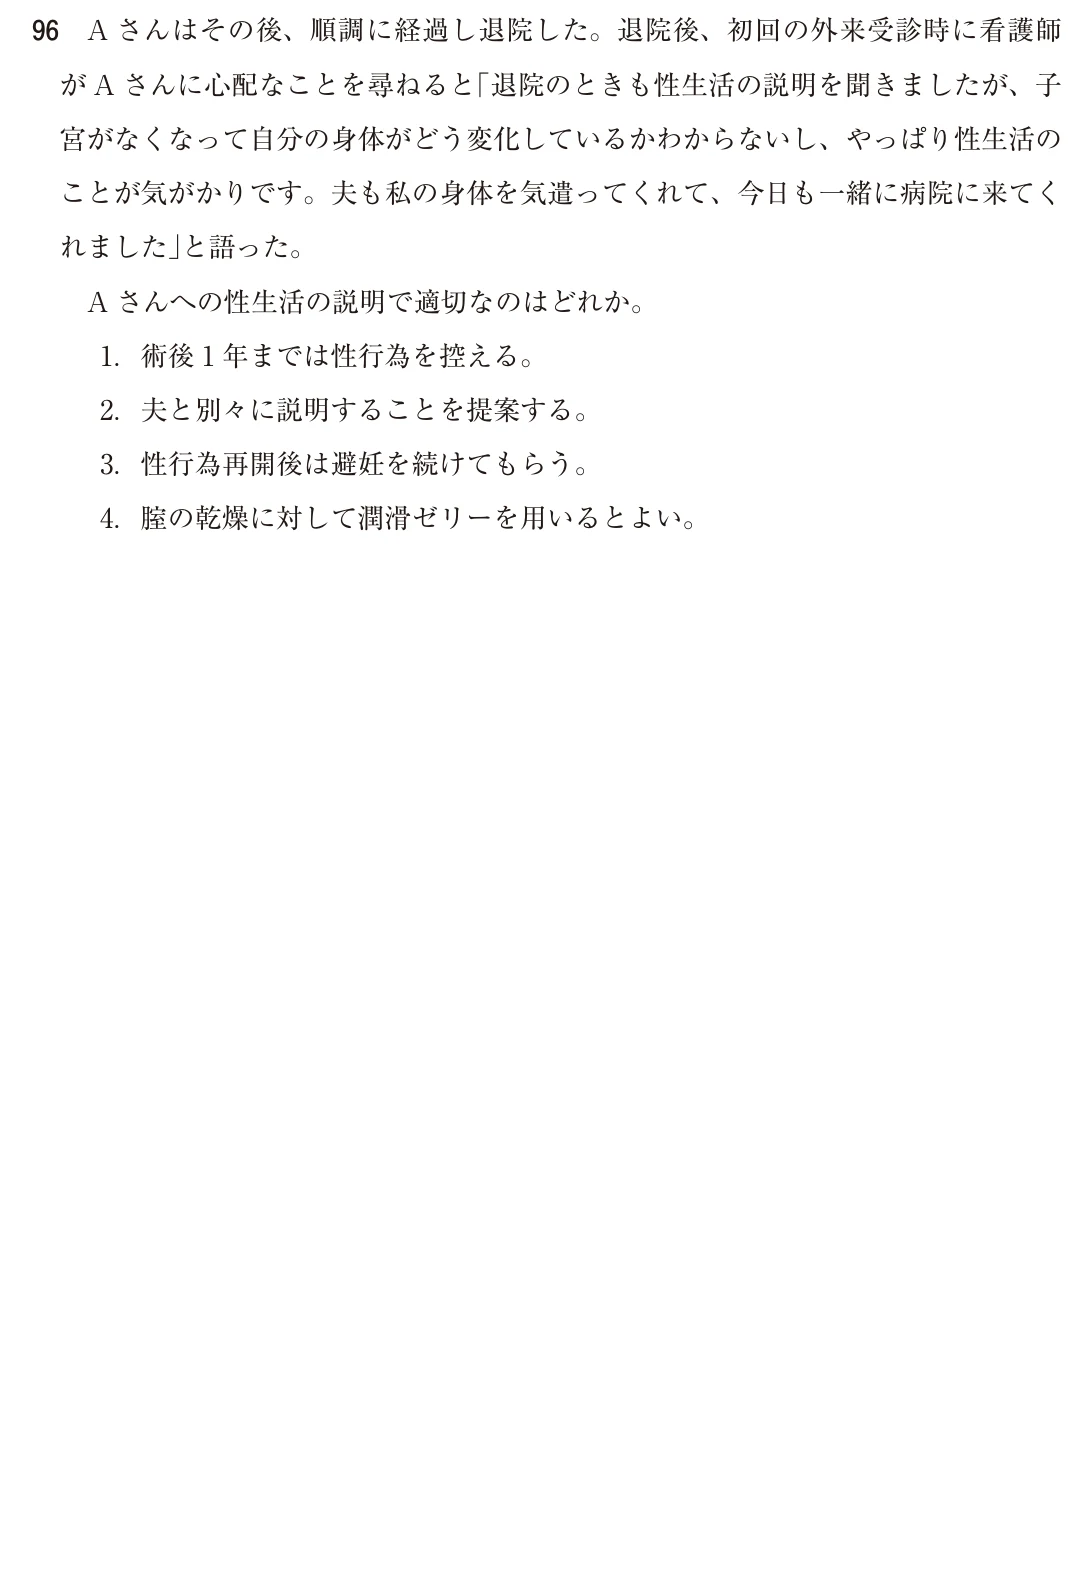 96 Aさんはその後、順調に経過し退院した。退院後、初回の外来受診時に看護師
がAさんに心配なことを尋ねると「退院のときも性生活の説明を聞きましたが、子
宮がなくなって自分の身体がどう変化しているかわからないし、やっぱり性生活の
ことが気がかりです。夫も私の身体を気遣ってくれて、今日も一緒に病院に来てく
れました」と語った。
Aさんへの性生活の説明で適切なのはどれか。
1. 術後1年までは性行為を控える。
2. 夫と別々に説明することを提案する。
3. 性行為再開後は避妊を続けてもらう。
4. 腟の乾燥に対して潤滑ゼリーを用いるとよい。